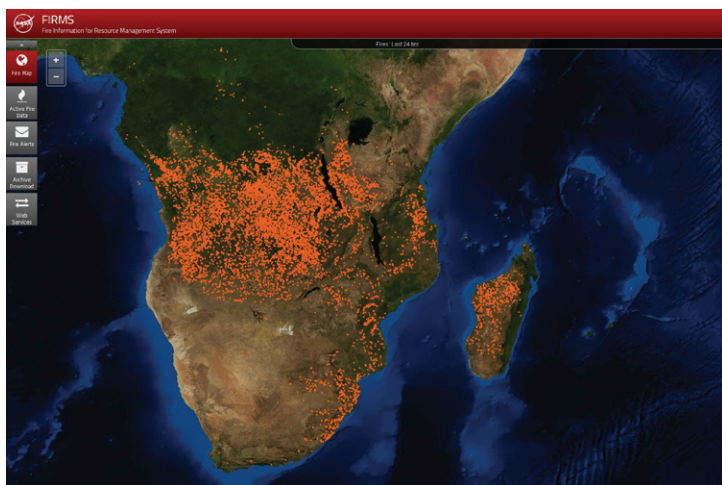 NASA
FIRMS
Fire Information for Resource Management System
Fires: Last 24 hrs
+
−
Fire Map
Active Fire
Data
Fire Alerts
Archive
Download
Web
Services